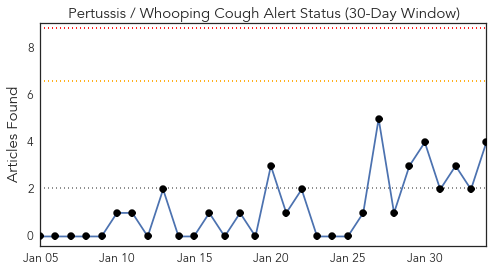 Pertussis / Whooping Cough Alert Status (30-Day Window)
Articles Found
8
6
4
2
0
Jan 05 Jan 10 Jan 15 Jan 20 Jan 25 Jan 30